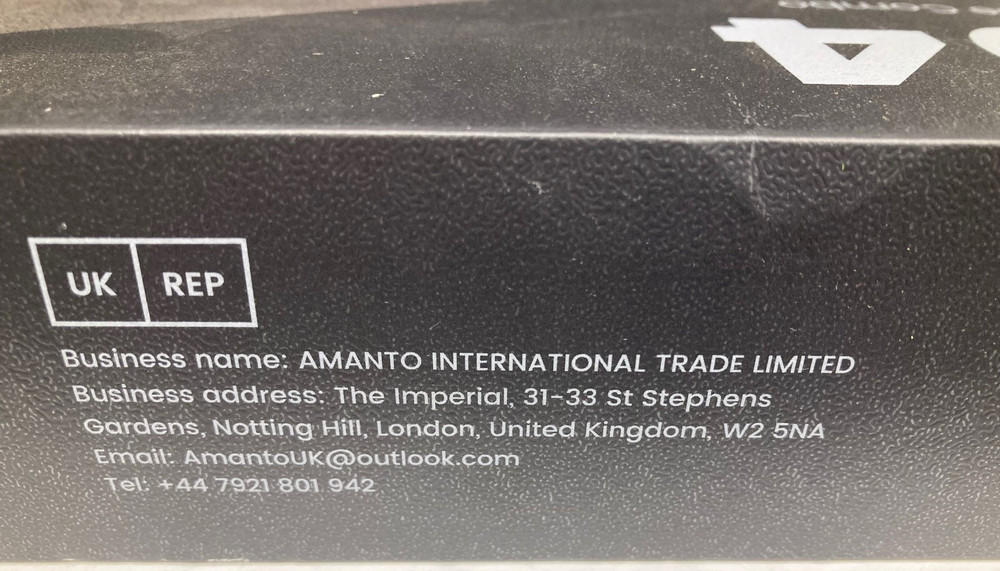 4
UK REP
Business name: AMANTO INTERNATIONAL TRADE LIMITED
Business address: The Imperial, 31-33 St Stephens
Gardens, Notting Hill, London, United Kingdom, W2 5NA
Email: AmantoUK@outlook.com
Tel: +44 7921 801 942